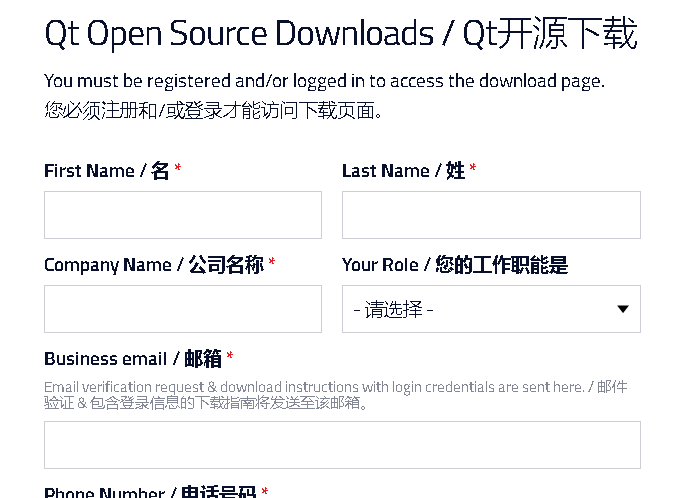 Qt Open Source Downloads / Qt开源下载
You must be registered and/or logged in to access the download page.
您必须注册和/或登录才能访问下载页面。
First Name / 名 *
Last Name / 姓 *
Company Name / 公司名称 *
Your Role / 您的工作职能是
- 请选择 -
Business email / 邮箱 *
Email verification request & download instructions with login credentials are sent here. / 邮件
验证 & 包含登录信息的下载指南将发送至该邮箱。
Phone Number / 电话号码 *